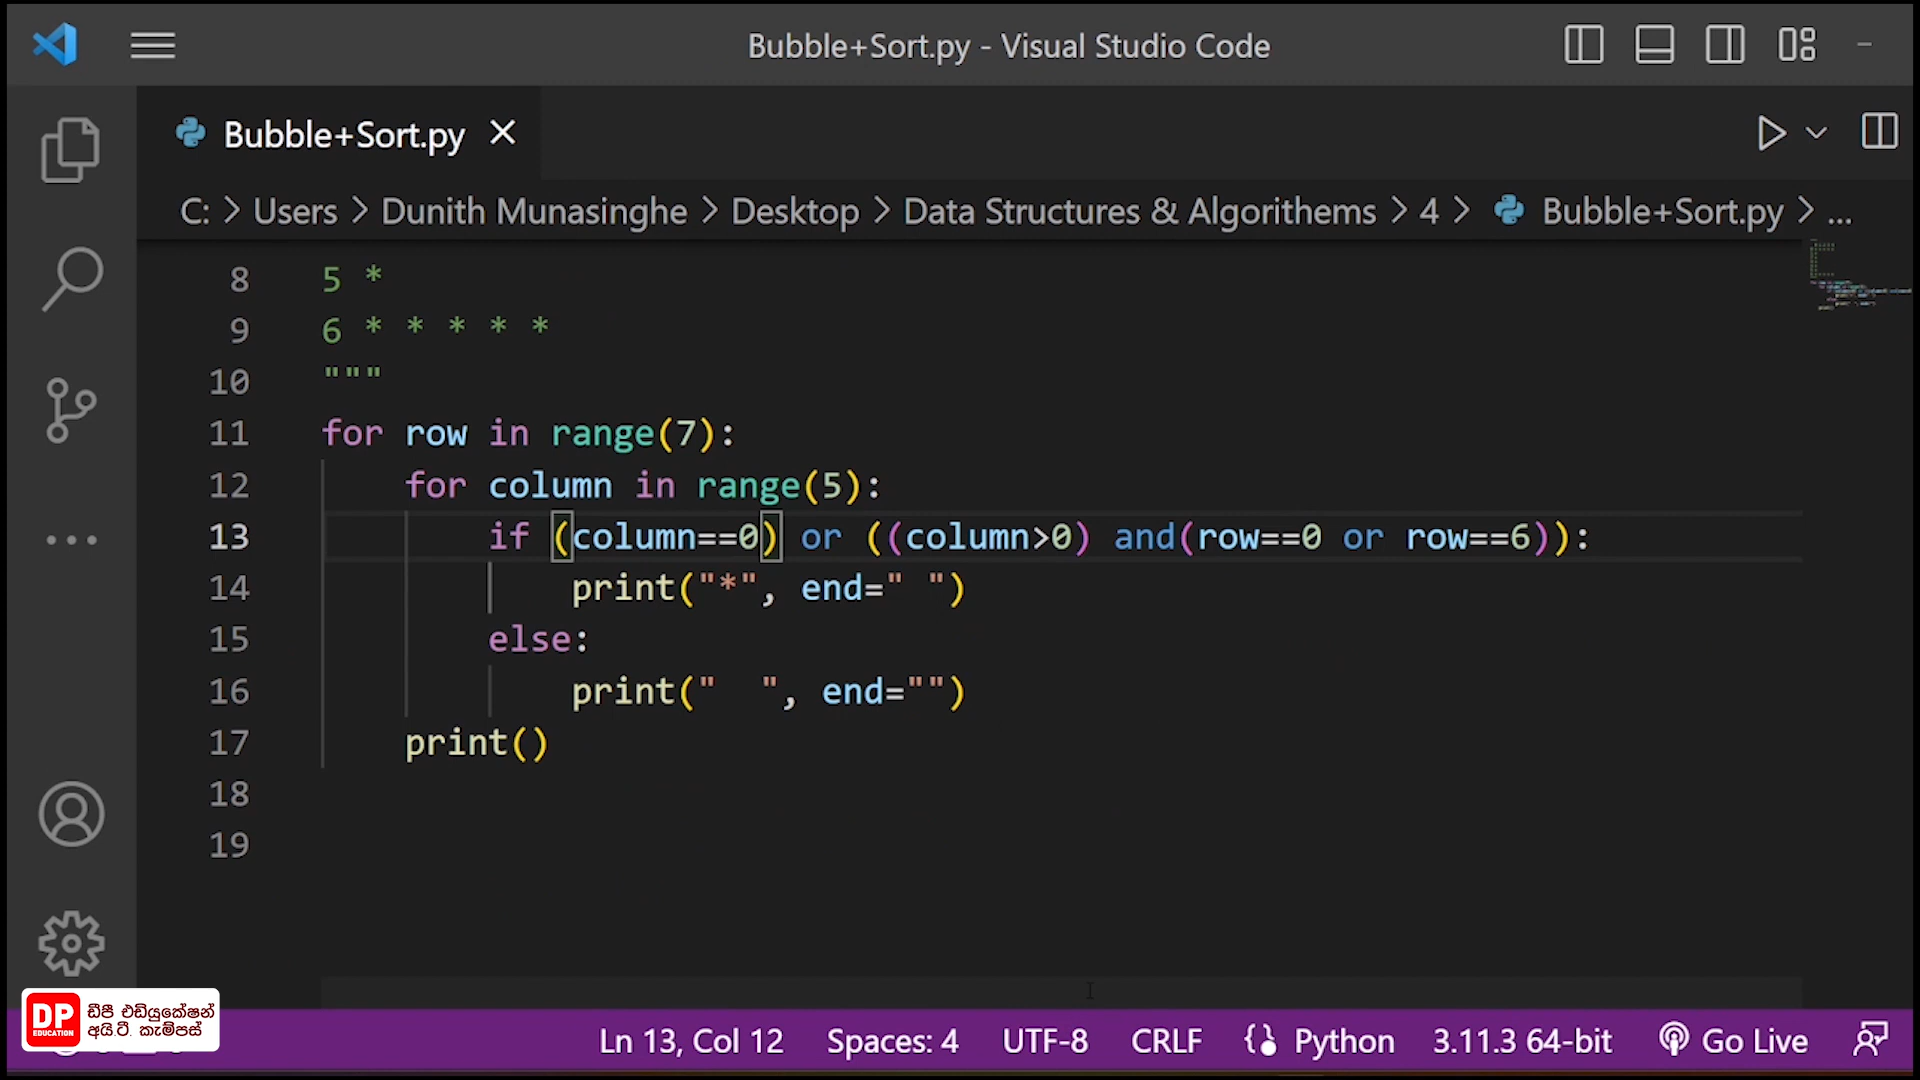 Bubble+Sort.py - Visual Studio Code
Bubble+Sort.py
C: > Users > Dunith Munasinghe > Desktop > Data Structures & Algorithems > 4 > Bubble+Sort.py > ...
8 5 *
9 6 * * * * *
10 """
11 for row in range(7):
12 for column in range(5):
13 if (column==0) or ((column>0) and(row==0 or row==6)):
14 print("*", end=" ")
15 else:
16 print("  ", end="")
17 print()
18
19
DP EDUCATION
ඩීපී එඩියුකේෂන්
අයි.ටී. කැම්පස්
Ln 13, Col 12 Spaces: 4 UTF-8 CRLF Python 3.11.3 64-bit Go Live